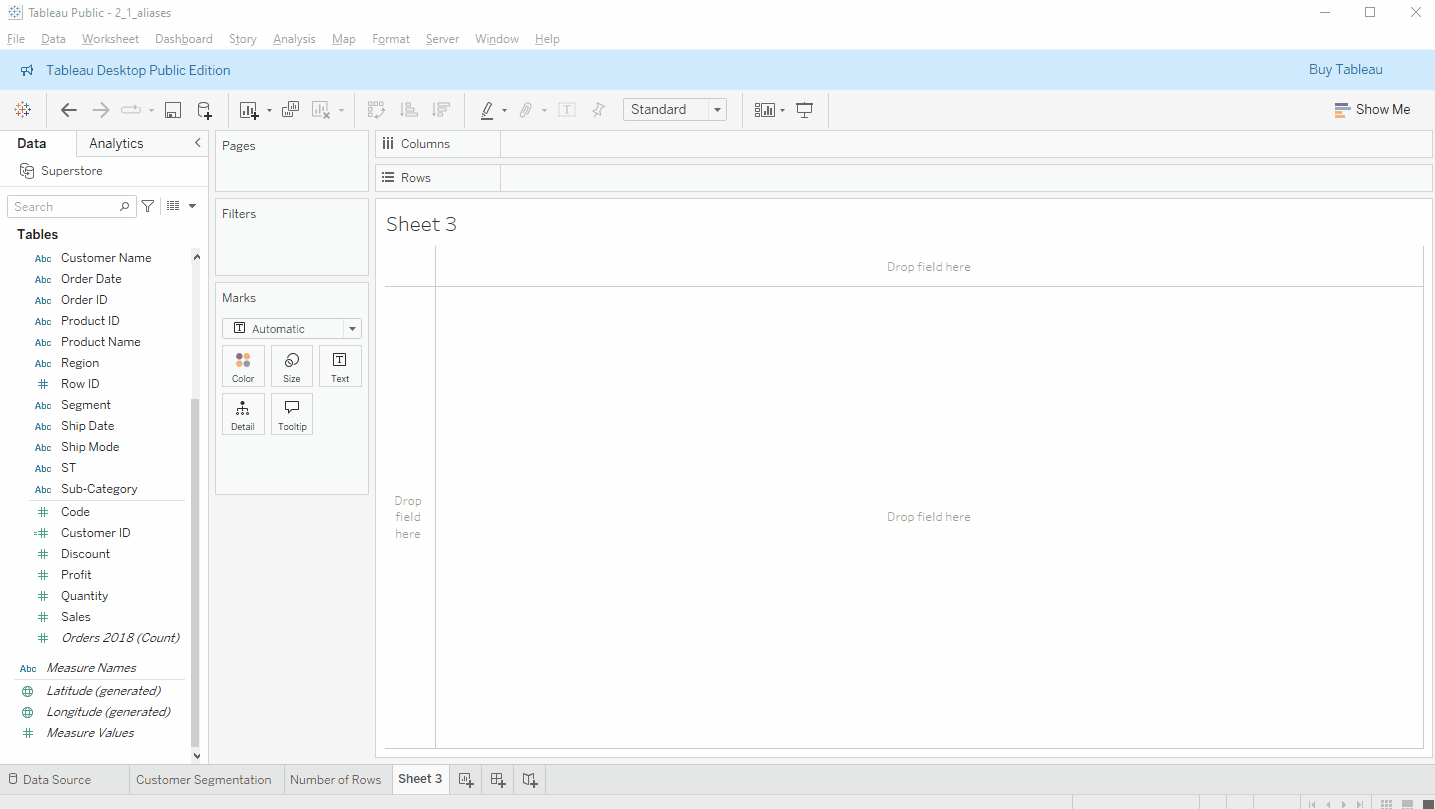 Tableau Public - 2_1_aliases
File Data Worksheet Dashboard Story Analysis Map Format Server Window Help
Tableau Desktop Public Edition Buy Tableau
Standard Show Me
Data Analytics
Superstore
Search
Tables
Abc Customer Name
Abc Order Date
Abc Order ID
Abc Product ID
Abc Product Name
Abc Region
# Row ID
Abc Segment
Abc Ship Date
Abc Ship Mode
Abc ST
Abc Sub-Category
# Code
=# Customer ID
# Discount
# Profit
# Quantity
# Sales
# Orders 2018 (Count)
Abc Measure Names
Latitude (generated)
Longitude (generated)
# Measure Values
Pages
Filters
Marks
T Automatic
Color Size T Text
Detail Tooltip
Columns
Rows
Sheet 3
Drop field here
Drop
field
here
Drop field here
Data Source Customer Segmentation Number of Rows Sheet 3